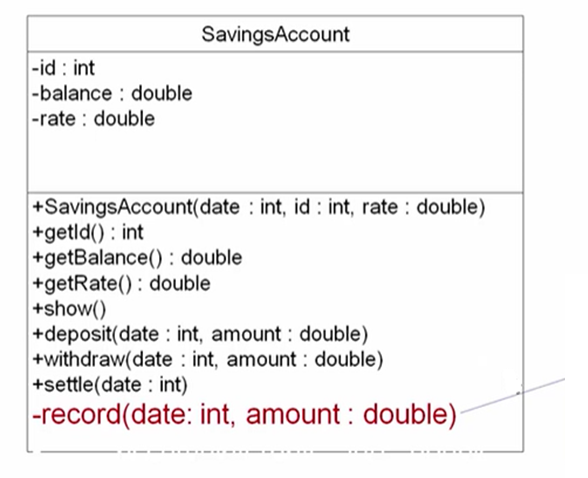 SavingsAccount
-id : int
-balance : double
-rate : double
+SavingsAccount(date : int, id : int, rate : double)
+getId() : int
+getBalance() : double
+getRate() : double
+show()
+deposit(date : int, amount : double)
+withdraw(date : int, amount : double)
+settle(date : int)
-record(date: int, amount : double)